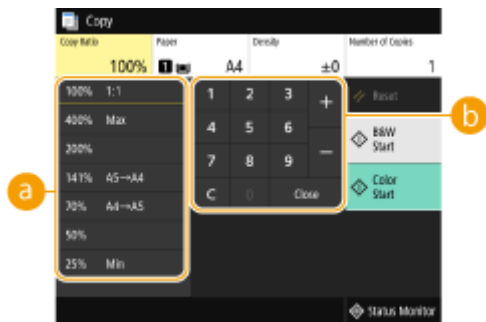 Copy
Copy Ratio Paper Density Number of Copies
100% 1 A4 ±0 1
100% 1:1
400% Max
200%
141% A5→A4
70% A4→A5
50%
25% Min
1 2 3 +
4 5 6
7 8 9 −
C 0 Close
Reset
B&W
Start
Color
Start
Status Monitor
a
b